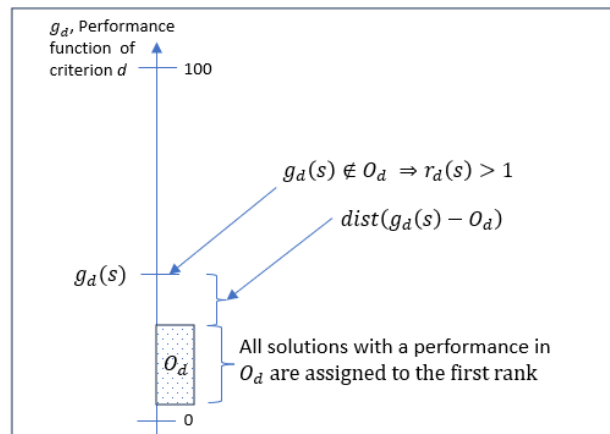 g_d, Performance
function of
criterion d
100
g_d(s) ∉ O_d ⇒ r_d(s) > 1
dist(g_d(s) − O_d)
g_d(s)
O_d
All solutions with a performance in
O_d are assigned to the first rank
0